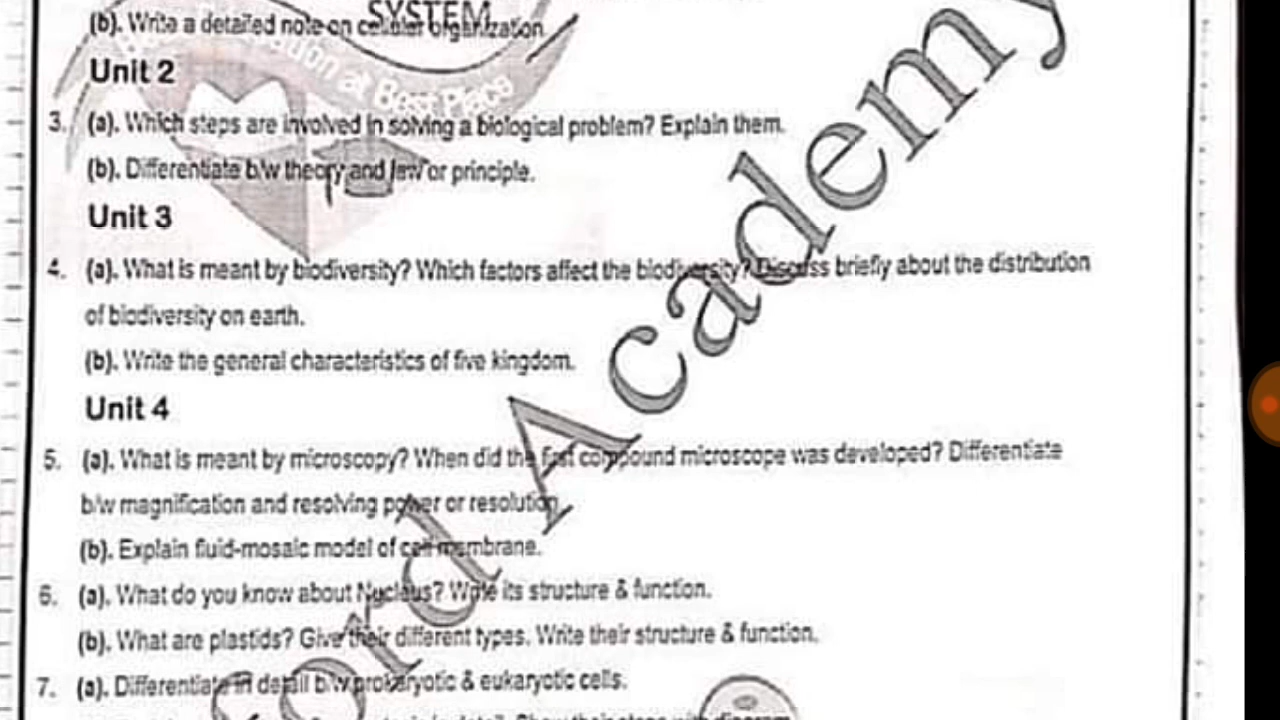 SYSTEM
(b). Write a detailed note on cellular organization
Unit 2
at Best Place
3. (a). Which steps are involved in solving a biological problem? Explain them.
(b). Differentiate b/w theory and law or principle.
Unit 3
4. (a). What is meant by biodiversity? Which factors affect the biodiversity? Discuss briefly about the distribution
of biodiversity on earth.
(b). Write the general characteristics of five kingdom.
Unit 4
5. (a). What is meant by microscopy? When did the first compound microscope was developed? Differentiate
b/w magnification and resolving power or resolution
(b). Explain fluid-mosaic model of cell membrane.
6. (a). What do you know about Nucleus? Write its structure & function.
(b). What are plastids? Give their different types. Write their structure & function.
7. (a). Differentiate in detail b/w prokaryotic & eukaryotic cells.
Academy